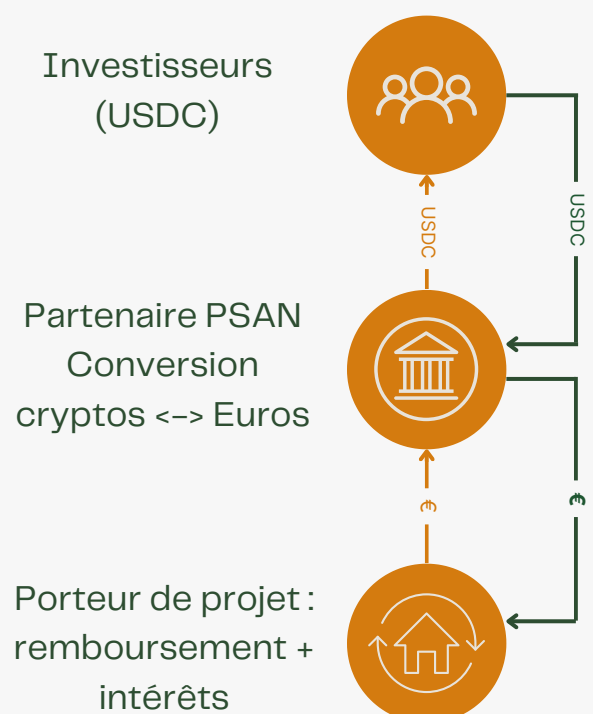 Investisseurs
(USDC)
USDC
USDC
Partenaire PSAN
Conversion
cryptos <-> Euros
€
€
Porteur de projet :
remboursement +
intérêts